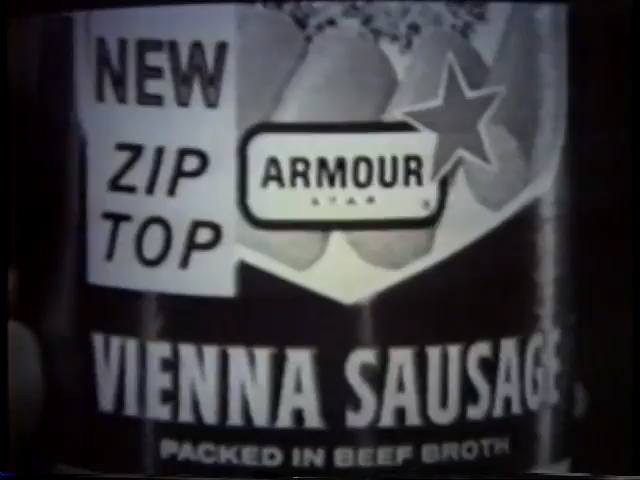 NEW
ZIP
TOP
ARMOUR
STAR
®
VIENNA SAUSAGE
PACKED IN BEEF BROTH